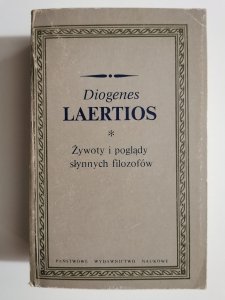 Diogenes
LAERTIOS
*
Żywoty i poglądy
słynnych filozofów
PAŃSTWOWE WYDAWNICTWO NAUKOWE